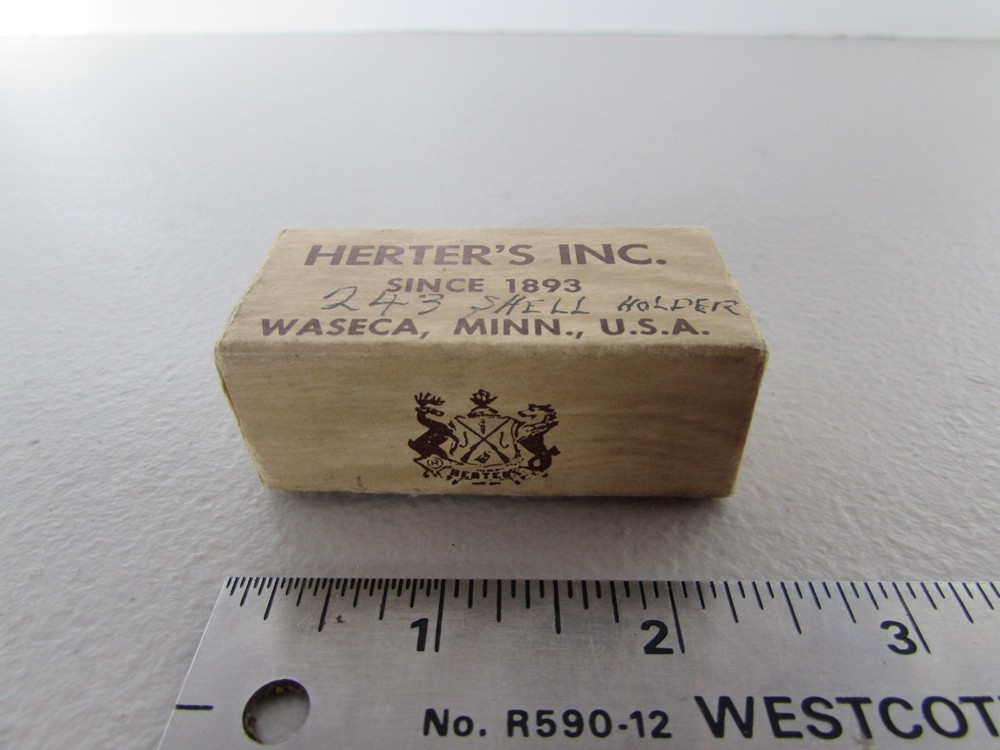 HERTER'S INC.
SINCE 1893
243 SHELL HOLDER
WASECA, MINN., U.S.A.
HERTER'S
1 2 3
No. R590-12 WESTCOT